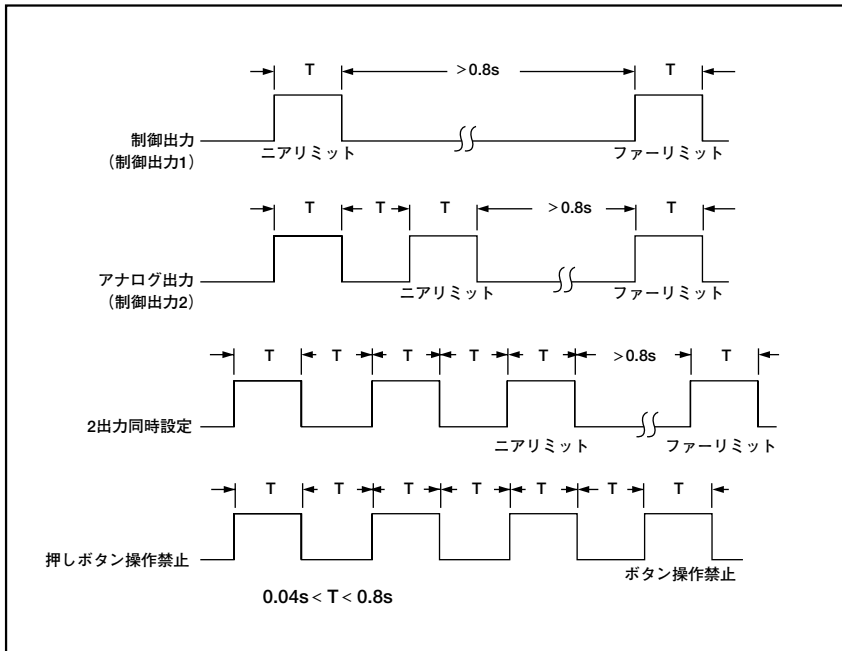 T >0.8s T
制御出力
(制御出力1)
ニアリミット ファーリミット
T T T >0.8s T
アナログ出力
(制御出力2)
ニアリミット ファーリミット
T T T T T >0.8s T
2出力同時設定
ニアリミット ファーリミット
T T T T T T T
押しボタン操作禁止
ボタン操作禁止
0.04s < T < 0.8s